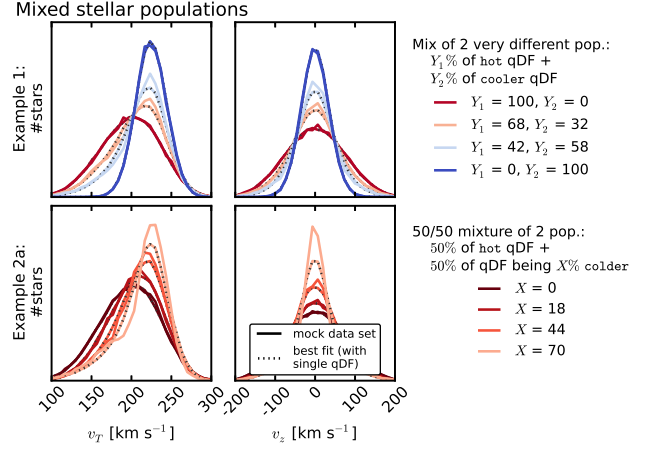 Mixed stellar populations
Example 1:
#stars
Example 2a:
#stars
Mix of 2 very different pop.:
Y₁% of hot qDF +
Y₂% of cooler qDF
Y₁ = 100, Y₂ = 0
Y₁ = 68, Y₂ = 32
Y₁ = 42, Y₂ = 58
Y₁ = 0, Y₂ = 100
50/50 mixture of 2 pop.:
50% of hot qDF +
50% of qDF being X% colder
X = 0
X = 18
X = 44
X = 70
mock data set
best fit (with
single qDF)
100 150 200 250 300
-200 -100 0 100 200
v_T [km s⁻¹]
v_z [km s⁻¹]